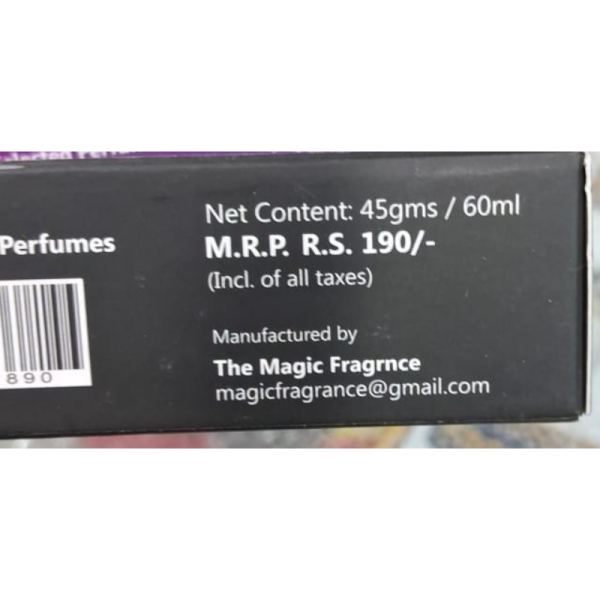 Net Content: 45gms / 60ml
Perfumes
M.R.P. R.S. 190/-
(Incl. of all taxes)
Manufactured by
The Magic Fragrnce
890
magicfragrance@gmail.com